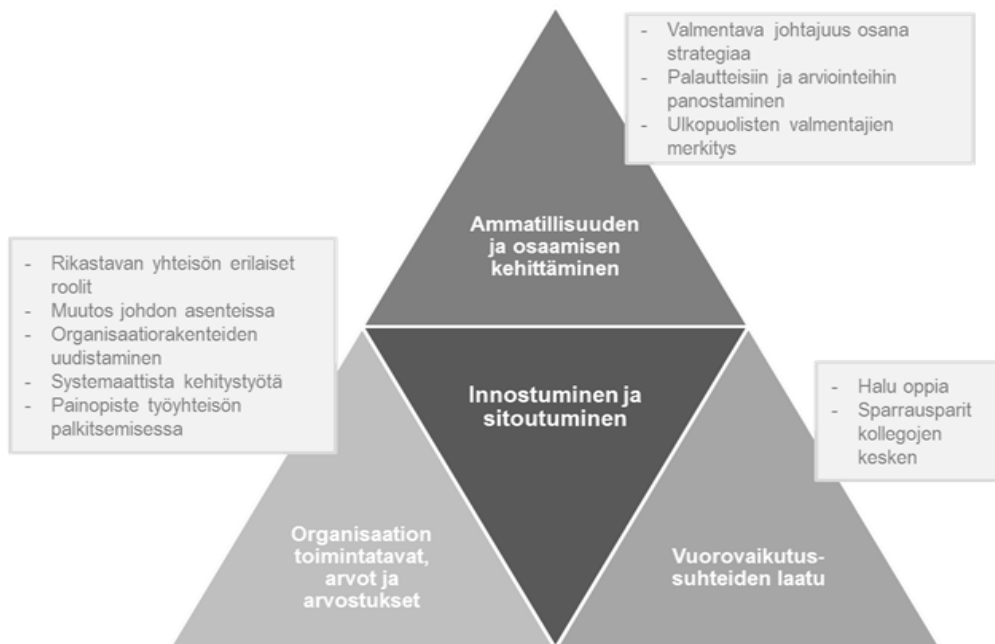 - Valmentava johtajuus osana
strategiaa
- Palautteisiin ja arviointeihin
panostaminen
- Ulkopuolisten valmentajien
merkitys
Ammatillisuuden
ja osaamisen
kehittäminen
- Rikastavan yhteisön erilaiset
roolit
- Muutos johdon asenteissa
- Organisaatiorakenteiden
uudistaminen
- Systemaattista kehitystyötä
- Painopiste työyhteisön
palkitsemisessa
Innostuminen ja
sitoutuminen
- Halu oppia
- Sparrausparit
kollegojen
kesken
Organisaation
toimintatavat,
arvot ja
arvostukset
Vuorovaikutus-
suhteiden laatu